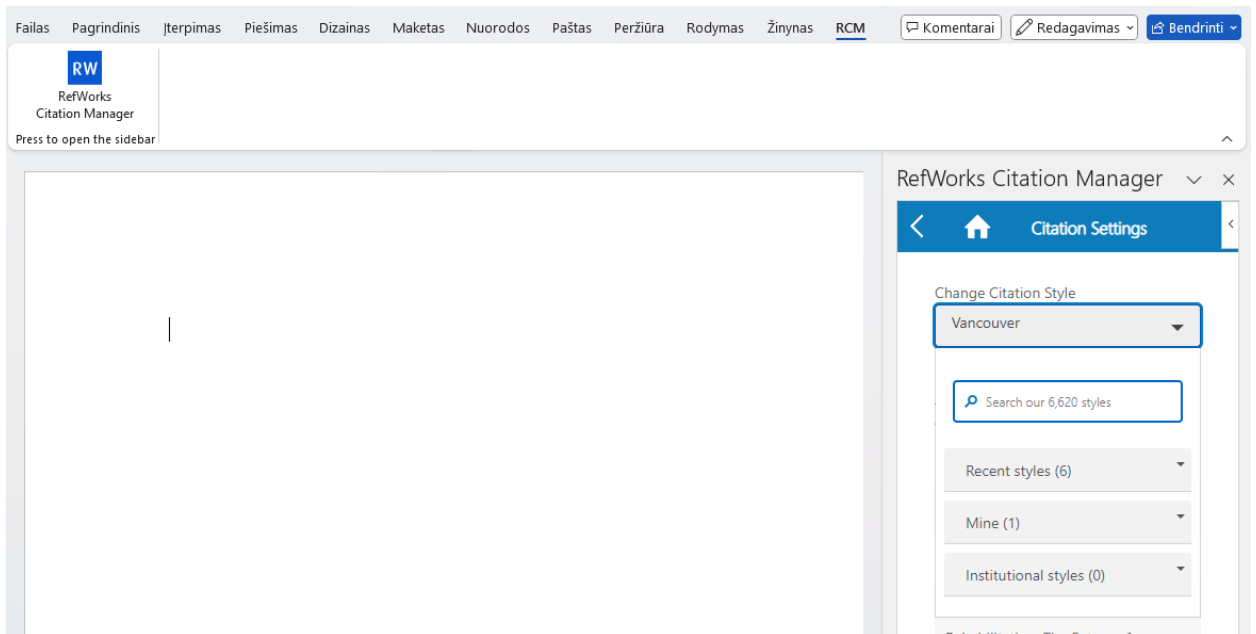 Failas Pagrindinis Įterpimas Piešimas Dizainas Maketas Nuorodos Paštas Peržiūra Rodymas Žinynas RCM Komentarai Redagavimas Bendrinti
RW
RefWorks
Citation Manager
Press to open the sidebar
RefWorks Citation Manager
Citation Settings
Change Citation Style
Vancouver
Search our 6,620 styles
Recent styles (6)
Mine (1)
Institutional styles (0)